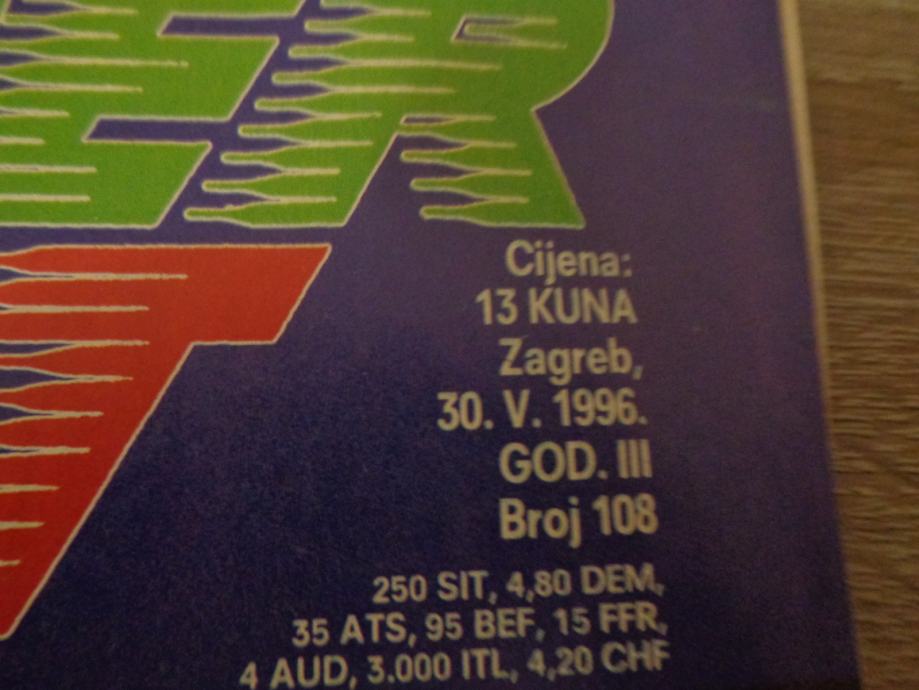 ER
T
Cijena:
13 KUNA
Zagreb,
30. V. 1996.
GOD. III
Broj 108
250 SIT, 4,80 DEM,
35 ATS, 95 BEF, 15 FFR,
4 AUD, 3.000 ITL, 4,20 CHF